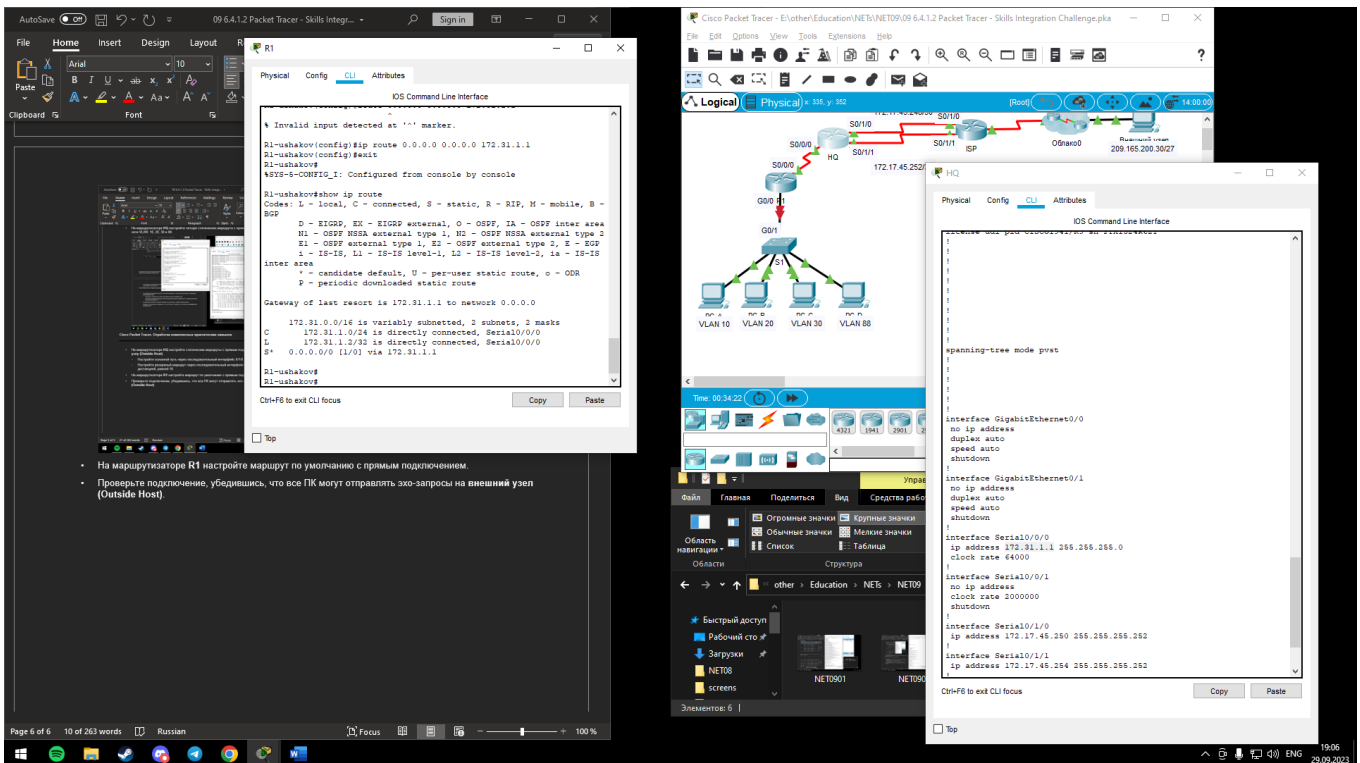 AutoSave Off 09 6.4.1.2 Packet Tracer - Skills Integr... Sign in
File Home Insert Design Layout R
Paste
Arial 10
Clipboard Font
R1
Physical Config CLI Attributes
IOS Command Line Interface
^
% Invalid input detected at '^' marker.
R1-ushakov(config)#ip route 0.0.0.0 0.0.0.0 172.31.1.1
R1-ushakov(config)#exit
R1-ushakov#
%SYS-5-CONFIG_I: Configured from console by console
R1-ushakov#show ip route
Codes: L - local, C - connected, S - static, R - RIP, M - mobile, B -
BGP
D - EIGRP, EX - EIGRP external, O - OSPF, IA - OSPF inter area
N1 - OSPF NSSA external type 1, N2 - OSPF NSSA external type 2
E1 - OSPF external type 1, E2 - OSPF external type 2, E - EGP
i - IS-IS, L1 - IS-IS level-1, L2 - IS-IS level-2, ia - IS-IS
inter area
* - candidate default, U - per-user static route, o - ODR
P - periodic downloaded static route
Gateway of last resort is 172.31.1.1 to network 0.0.0.0
172.31.0.0/16 is variably subnetted, 2 subnets, 2 masks
C 172.31.1.0/24 is directly connected, Serial0/0/0
L 172.31.1.2/32 is directly connected, Serial0/0/0
S* 0.0.0.0/0 [1/0] via 172.31.1.1
R1-ushakov#
R1-ushakov#
Ctrl+F6 to exit CLI focus Copy Paste
Top
• На маршрутизаторе R1 настройте маршрут по умолчанию с прямым подключением.
• Проверьте подключение, убедившись, что все ПК могут отправлять эхо-запросы на внешний узел
(Outside Host).
Page 6 of 6 10 of 263 words Russian Focus 100 %
Cisco Packet Tracer - E:\other\Education\NETs\NET09\09 6.4.1.2 Packet Tracer - Skills Integration Challenge.pka
File Edit Options View Tools Extensions Help
Logical Physical x: 335, y: 352 [Root] 14:00:00
S0/1/0
S0/0/0 HQ S0/1/1 S0/1/1 ISP Облако0
209.165.200.30/27
S0/0/0
172.17.45.252/
G0/0 R1
G0/1
S1
VLAN 10 VLAN 20 VLAN 30 VLAN 88
Time: 00:34:22
4321 1941 2901
Файл Главная Поделиться Вид Средства рабо
Управ
Область навигации
Огромные значки Крупные значки
Обычные значки Мелкие значки
Список Таблица
Области Структура
other › Education › NETs › NET09
Быстрый доступ
Рабочий сто
Загрузки
NET08
screens
NET0901 NET090
Элементов: 6
HQ
Physical Config CLI Attributes
IOS Command Line Interface
!
!
!
!
!
!
!
!
!
!
spanning-tree mode pvst
!
!
!
!
!
!
interface GigabitEthernet0/0
no ip address
duplex auto
speed auto
shutdown
!
interface GigabitEthernet0/1
no ip address
duplex auto
speed auto
shutdown
!
interface Serial0/0/0
ip address 172.31.1.1 255.255.255.0
clock rate 64000
!
interface Serial0/0/1
no ip address
clock rate 2000000
shutdown
!
interface Serial0/1/0
ip address 172.17.45.250 255.255.255.252
!
interface Serial0/1/1
ip address 172.17.45.254 255.255.255.252
!
Ctrl+F6 to exit CLI focus Copy Paste
Top
ENG 19:06
29.09.2023